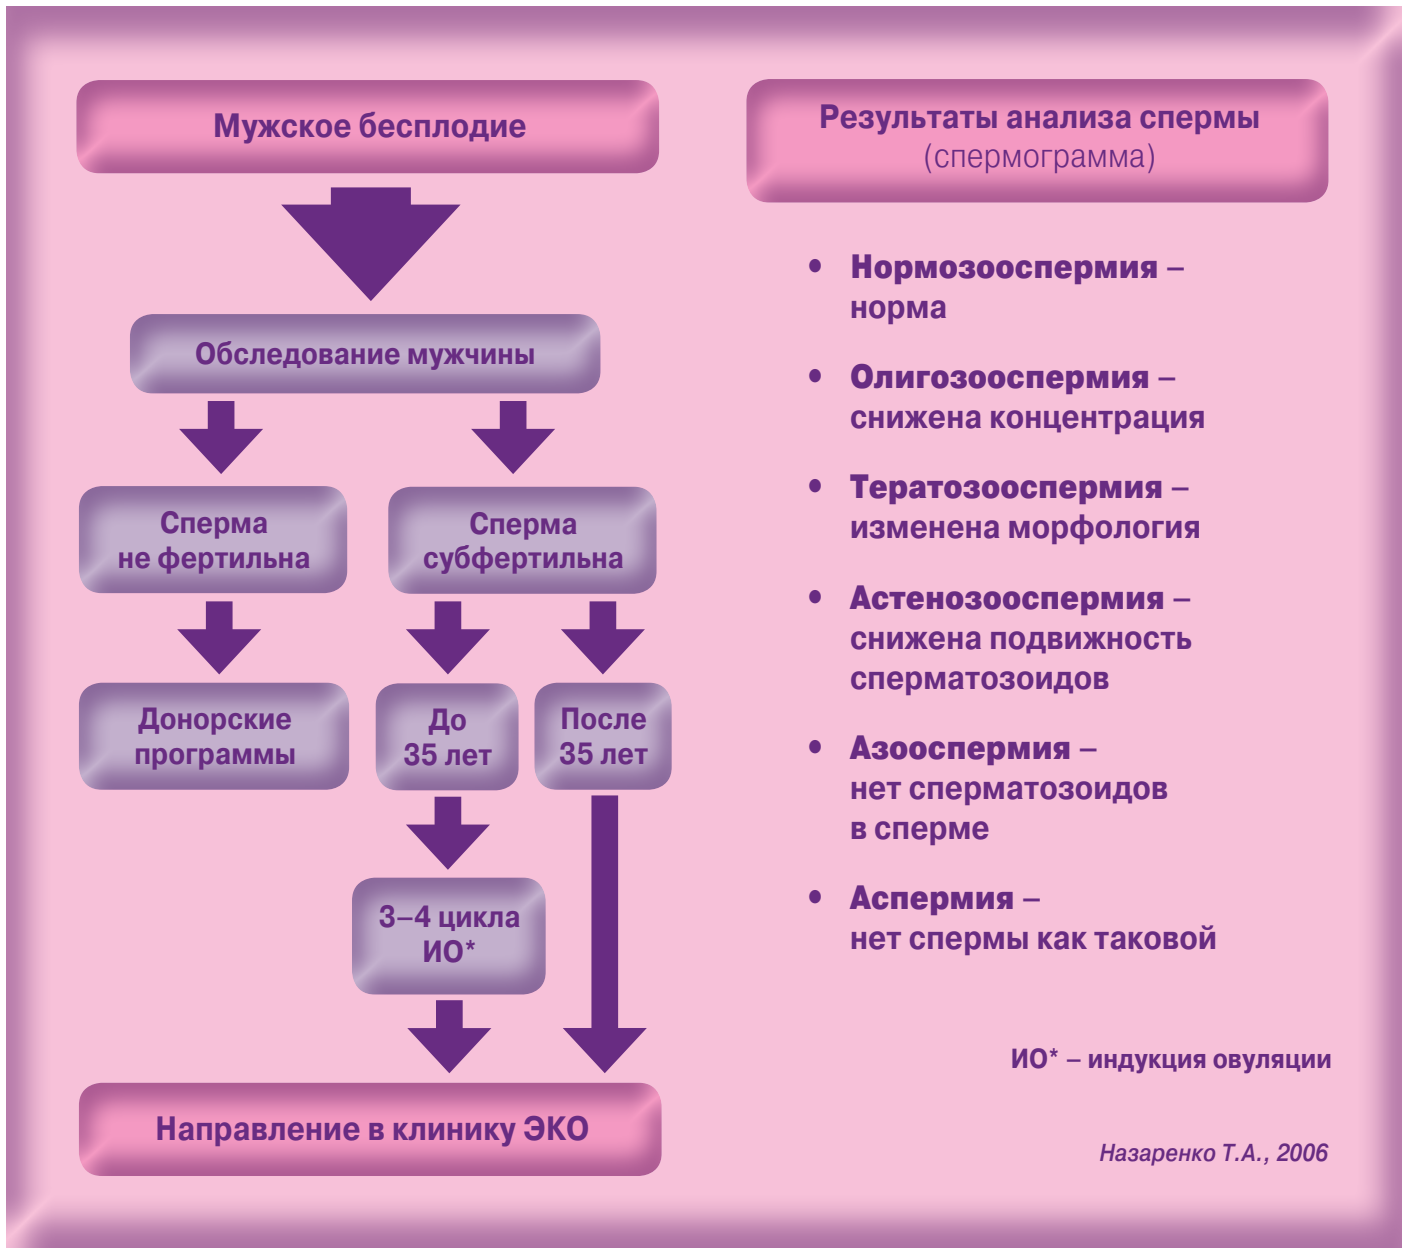 Мужское бесплодие
Обследование мужчины
Сперма
не фертильна
Сперма
субфертильна
Донорские
программы
До
35 лет
После
35 лет
3–4 цикла
ИО*
Направление в клинику ЭКО
Результаты анализа спермы
(спермограмма)
• Нормозооспермия –
норма
• Олигозооспермия –
снижена концентрация
• Тератозооспермия –
изменена морфология
• Астенозооспермия –
снижена подвижность
сперматозоидов
• Азооспермия –
нет сперматозоидов
в сперме
• Аспермия –
нет спермы как таковой
ИО* – индукция овуляции
Назаренко Т.А., 2006